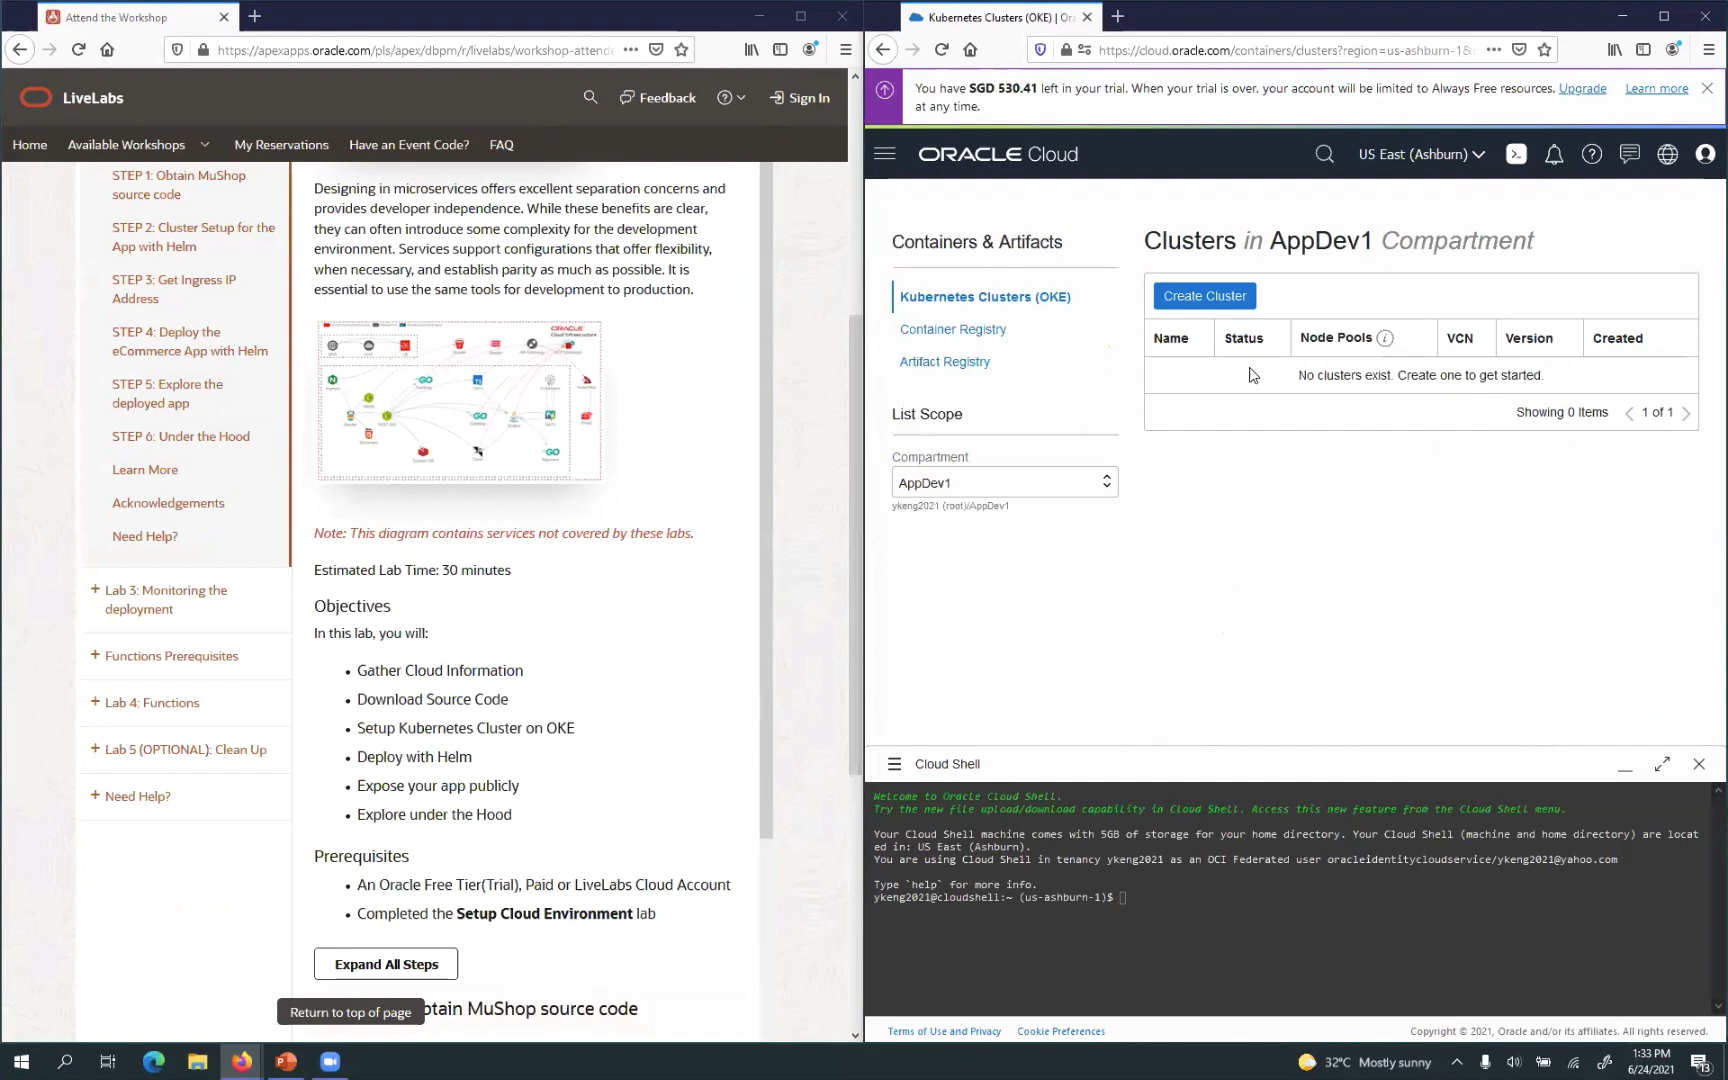 Attend the Workshop
https://apexapps.oracle.com/pls/apex/dbpm/r/livelabs/workshop-attend
LiveLabs
Feedback
Sign In
Home
Available Workshops
My Reservations
Have an Event Code?
FAQ
STEP 1: Obtain MuShop
source code
STEP 2: Cluster Setup for the
App with Helm
STEP 3: Get Ingress IP
Address
STEP 4: Deploy the
eCommerce App with Helm
STEP 5: Explore the
deployed app
STEP 6: Under the Hood
Learn More
Acknowledgements
Need Help?
+ Lab 3: Monitoring the
deployment
+ Functions Prerequisites
+ Lab 4: Functions
+ Lab 5 (OPTIONAL): Clean Up
+ Need Help?
Designing in microservices offers excellent separation concerns and
provides developer independence. While these benefits are clear,
they can often introduce some complexity for the development
environment. Services support configurations that offer flexibility,
when necessary, and establish parity as much as possible. It is
essential to use the same tools for development to production.
ORACLE
Note: This diagram contains services not covered by these labs.
Estimated Lab Time: 30 minutes
Objectives
In this lab, you will:
• Gather Cloud Information
• Download Source Code
• Setup Kubernetes Cluster on OKE
• Deploy with Helm
• Expose your app publicly
• Explore under the Hood
Prerequisites
• An Oracle Free Tier(Trial), Paid or LiveLabs Cloud Account
• Completed the Setup Cloud Environment lab
Expand All Steps
Return to top of page
btain MuShop source code
Kubernetes Clusters (OKE) | Ora
https://cloud.oracle.com/containers/clusters?region=us-ashburn-1&
You have SGD 530.41 left in your trial. When your trial is over, your account will be limited to Always Free resources. Upgrade Learn more
at any time.
ORACLE Cloud
US East (Ashburn)
Containers & Artifacts
Kubernetes Clusters (OKE)
Container Registry
Artifact Registry
List Scope
Compartment
AppDev1
ykeng2021 (root)/AppDev1
Clusters in AppDev1 Compartment
Create Cluster
Name Status Node Pools i VCN Version Created
No clusters exist. Create one to get started.
Showing 0 Items < 1 of 1 >
Cloud Shell
Welcome to Oracle Cloud Shell.
Try the new file upload/download capability in Cloud Shell. Access this new feature from the Cloud Shell menu.
Your Cloud Shell machine comes with 5GB of storage for your home directory. Your Cloud Shell (machine and home directory) are locat
ed in: US East (Ashburn).
You are using Cloud Shell in tenancy ykeng2021 as an OCI Federated user oracleidentitycloudservice/ykeng2021@yahoo.com
Type `help` for more info.
ykeng2021@cloudshell:~ (us-ashburn-1)$
Terms of Use and Privacy
Cookie Preferences
Copyright © 2021, Oracle and/or its affiliates. All rights reserved.
32°C Mostly sunny
1:33 PM
6/24/2021
13